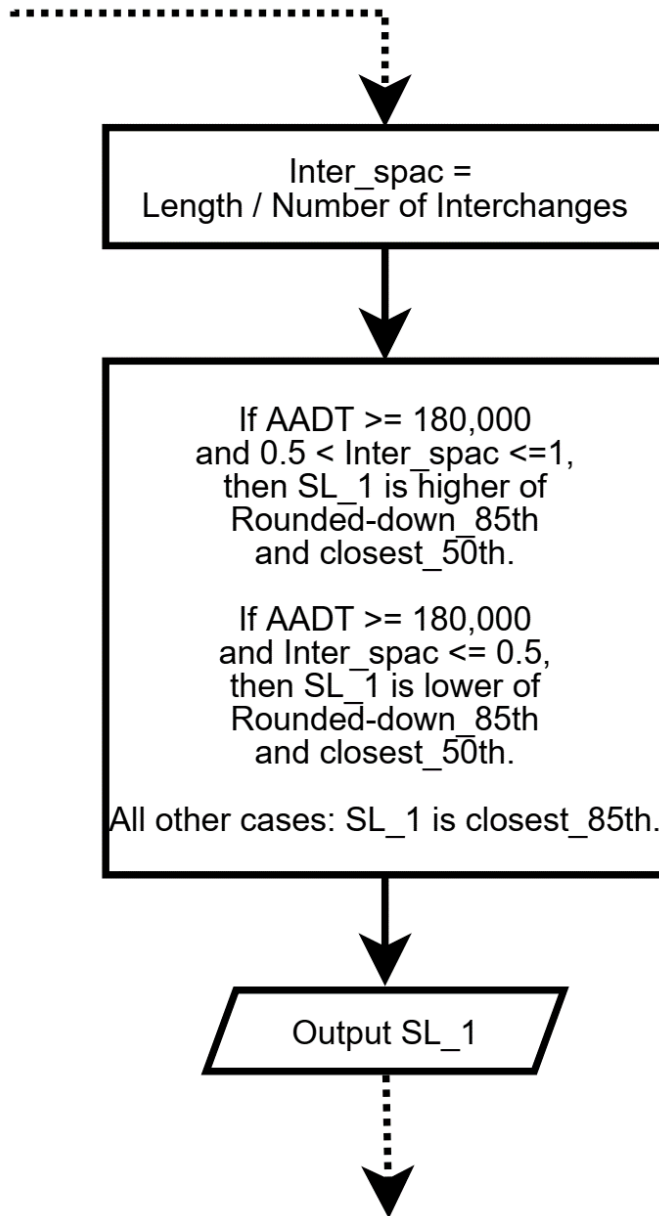 Inter_spac =
Length / Number of Interchanges
If AADT >= 180,000
and 0.5 < Inter_spac <=1,
then SL_1 is higher of
Rounded-down_85th
and closest_50th.
If AADT >= 180,000
and Inter_spac <= 0.5,
then SL_1 is lower of
Rounded-down_85th
and closest_50th.
All other cases: SL_1 is closest_85th.
Output SL_1